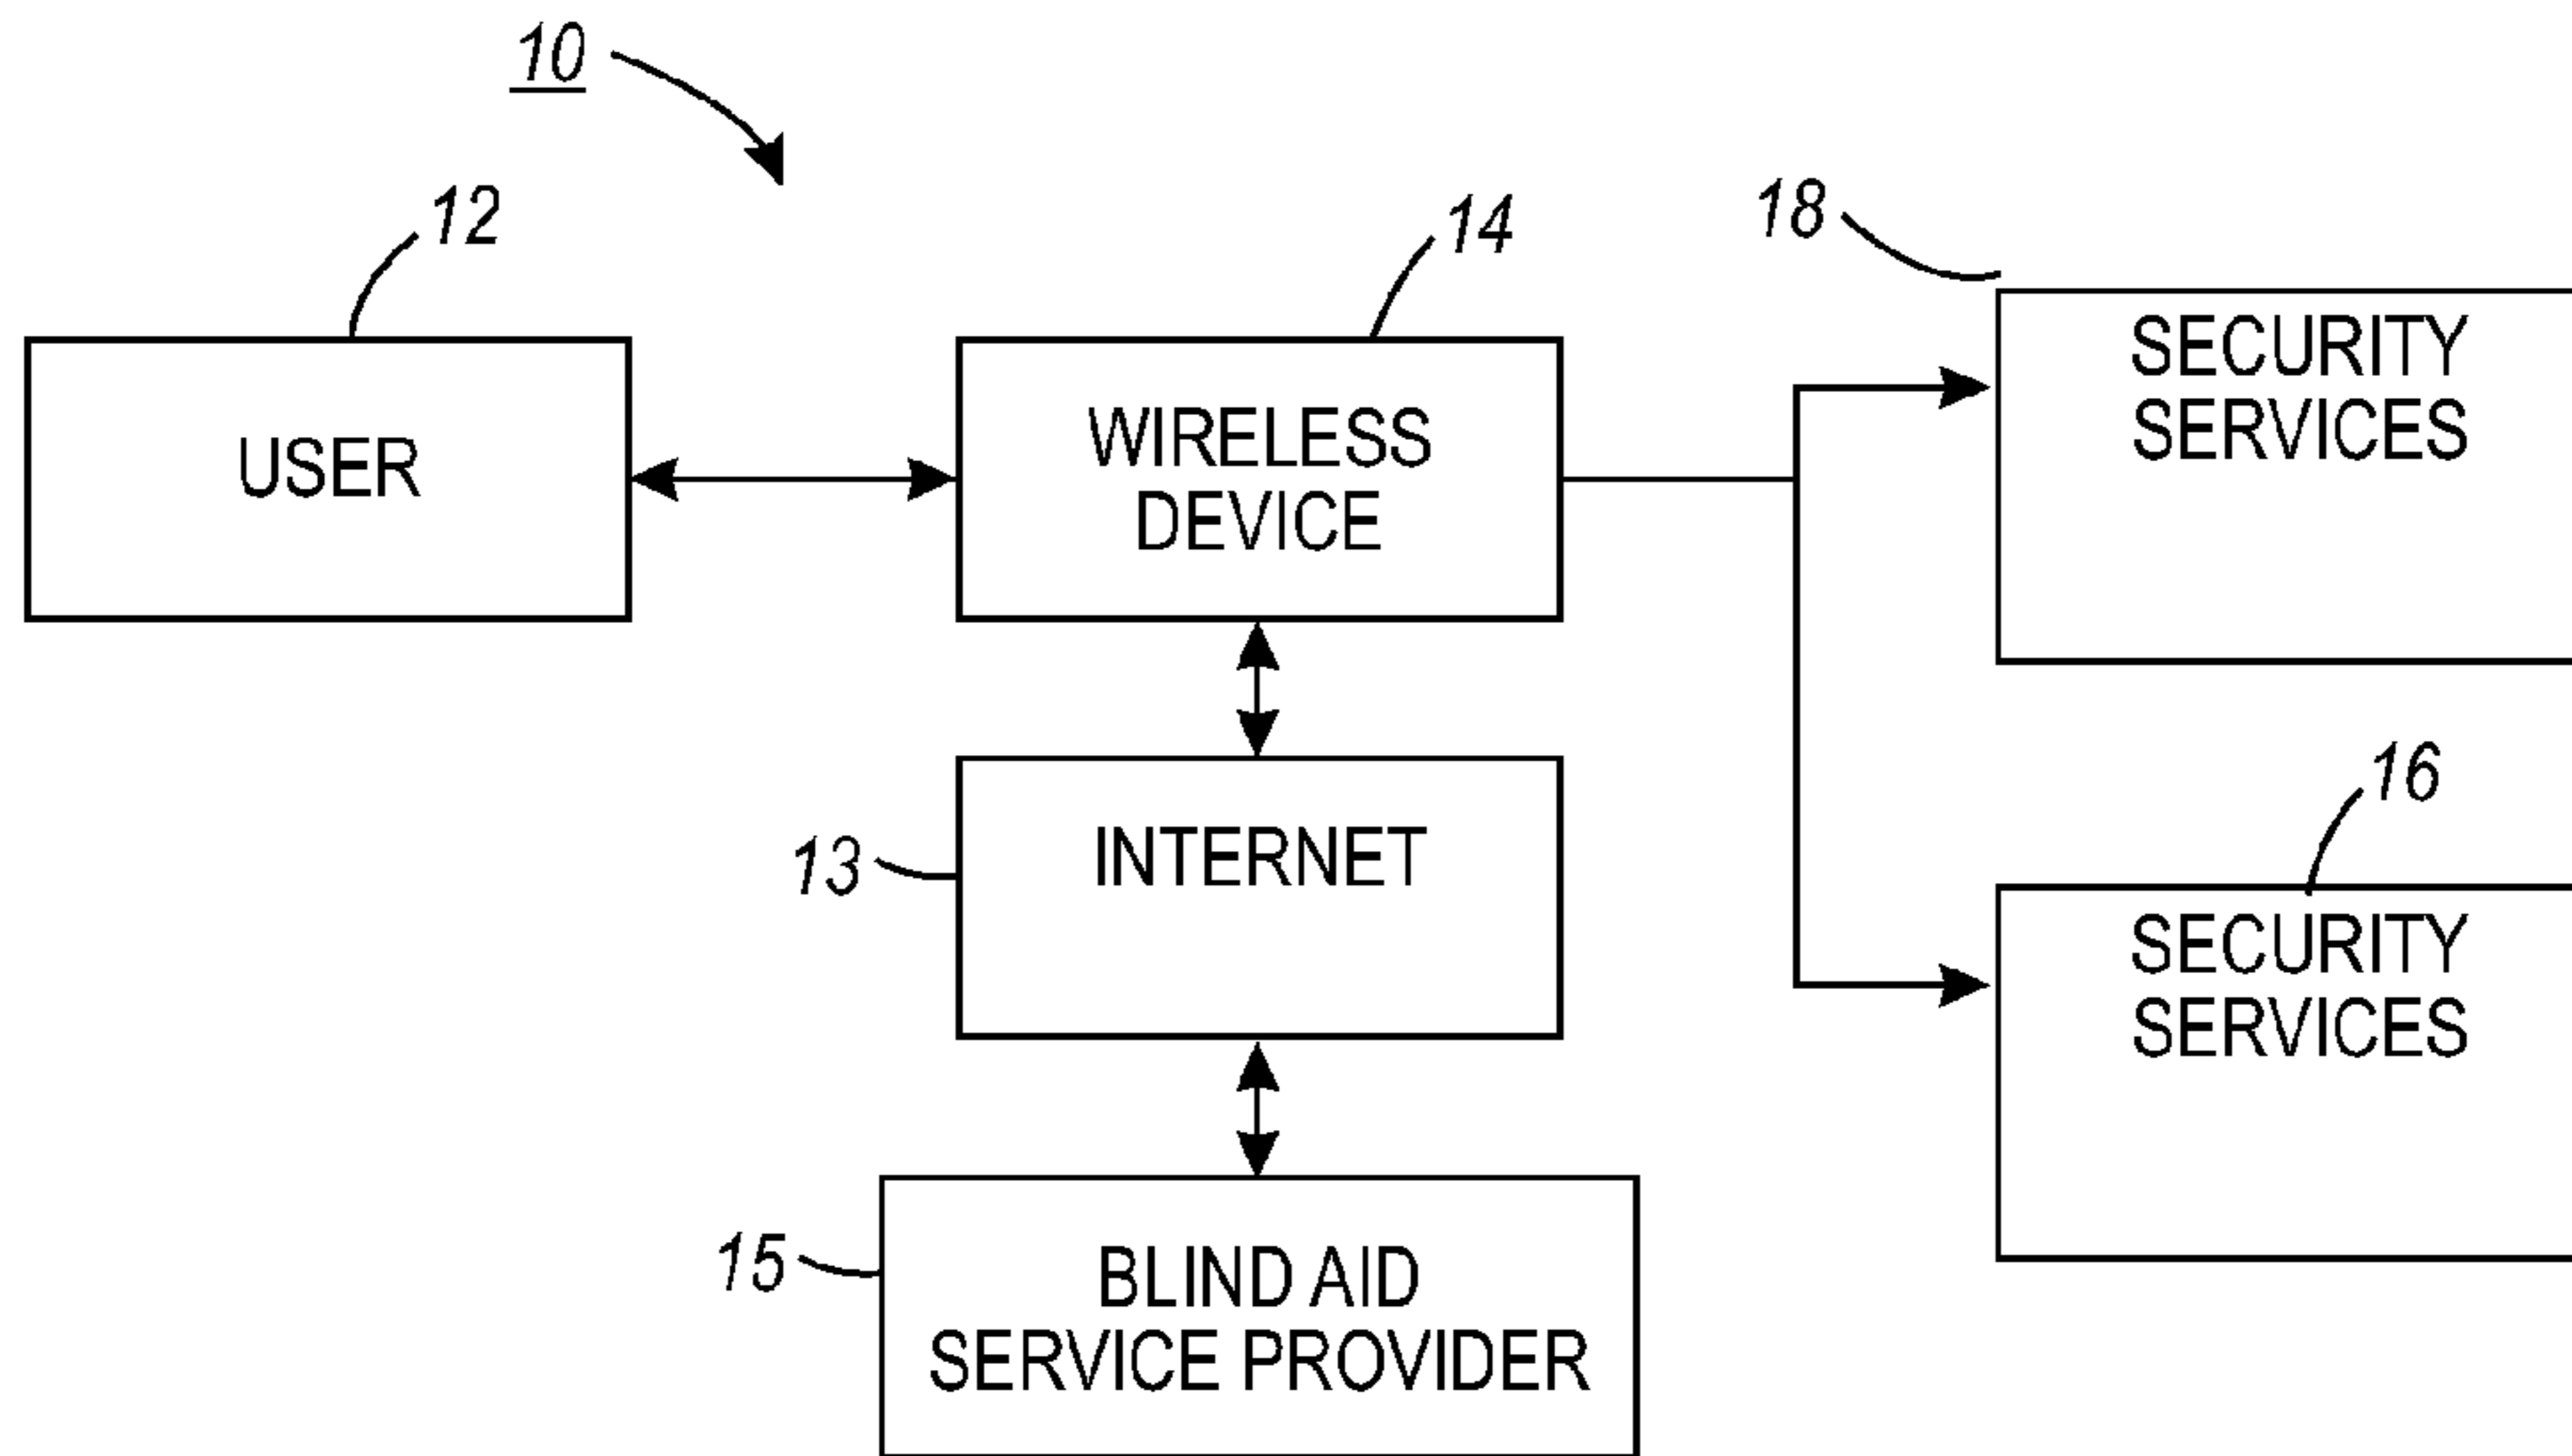 10
12
14
18
USER
WIRELESS
DEVICE
SECURITY
SERVICES
13
INTERNET
16
SECURITY
SERVICES
15
BLIND AID
SERVICE PROVIDER